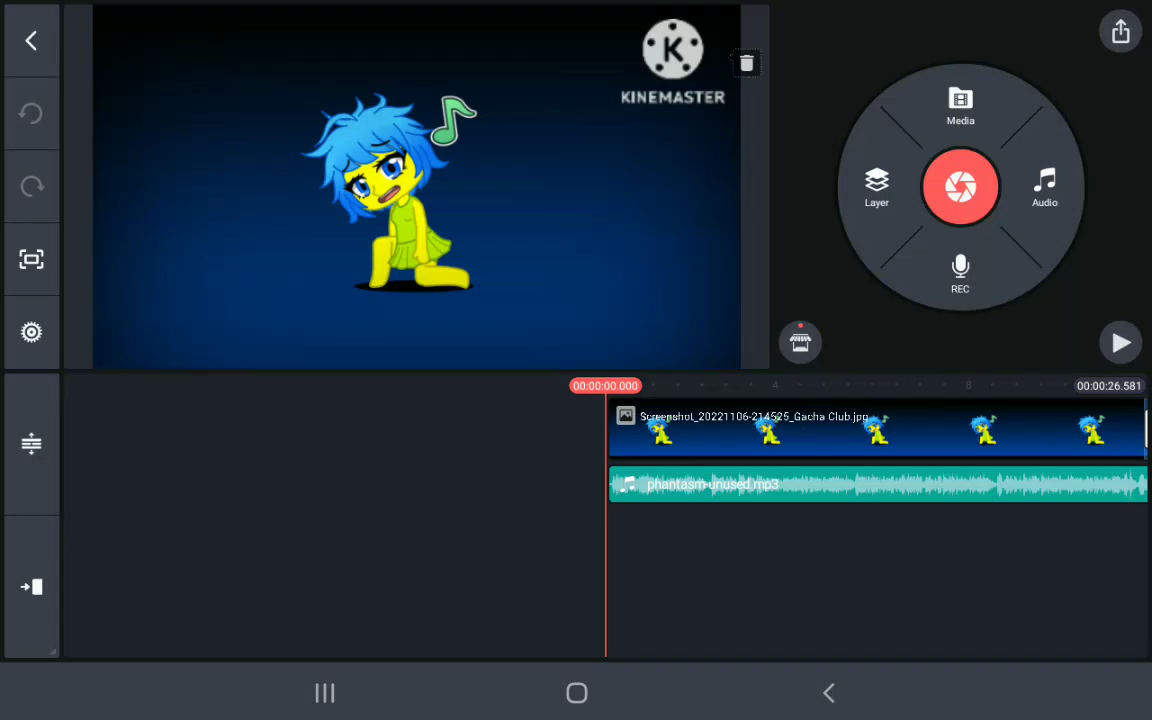 KINEMASTER
Media
Layer
Audio
REC
00:00:00.000
4
8
00:00:26.581
Screenshot_20221106-214525_Gacha Club.jpg
phantasm-unused.mp3